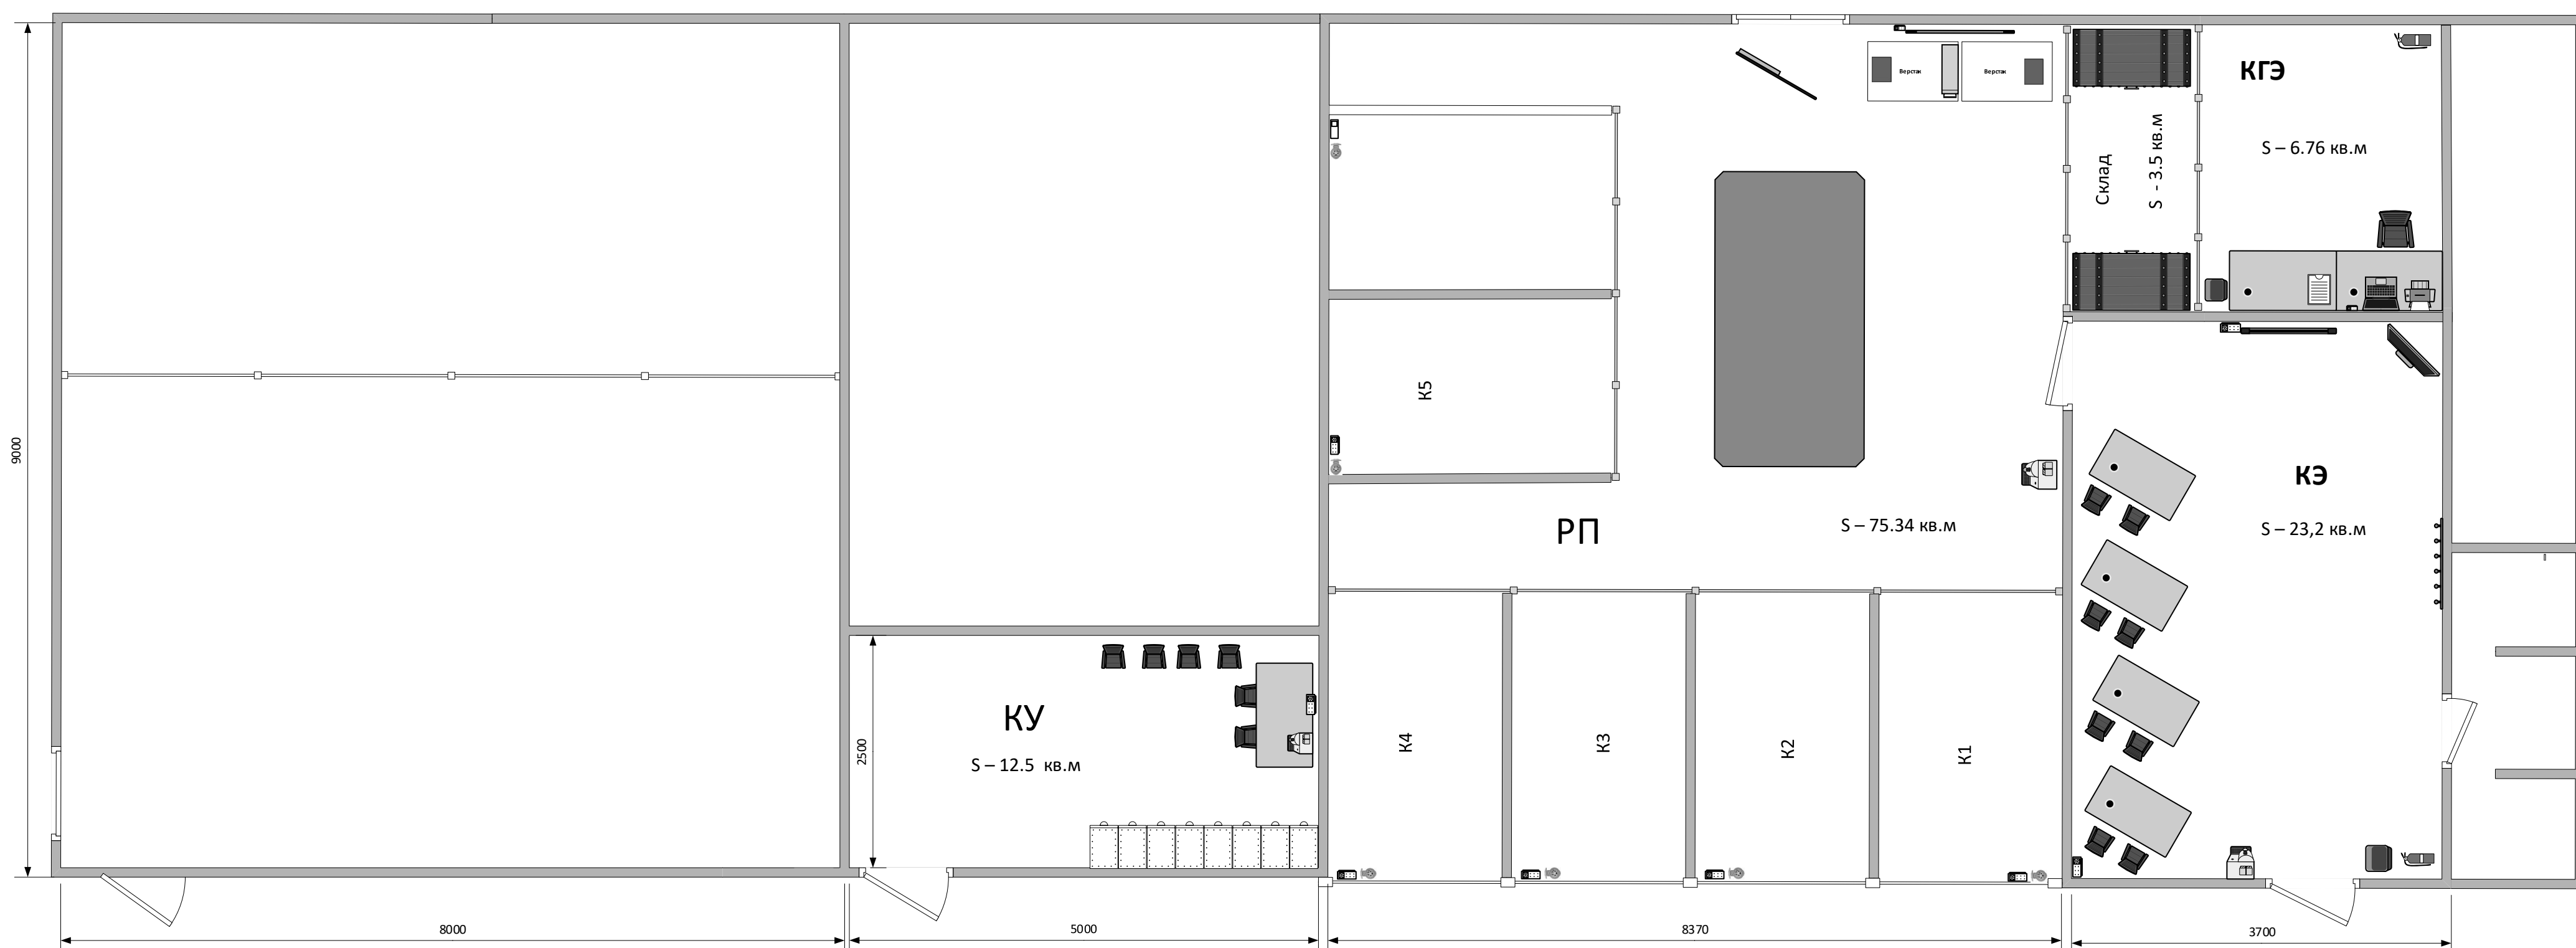 Верстак
Верстак
КГЭ
S – 6.76 кв.м
Склад
S - 3.5 кв.м
9000
К5
КЭ
S – 23,2 кв.м
РП
S – 75.34 кв.м
КУ
S – 12.5 кв.м
2500
К4
К3
К2
К1
8000
5000
8370
3700